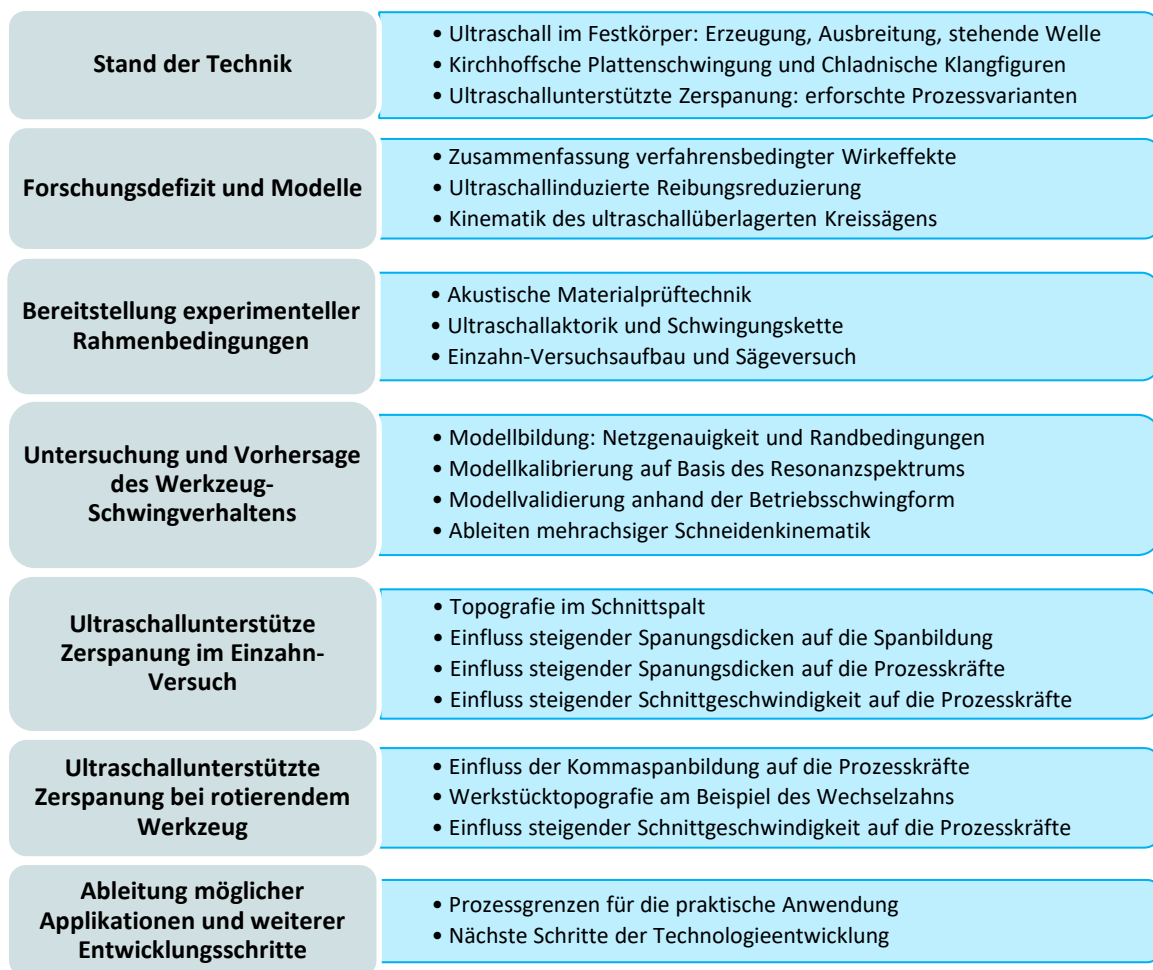 Stand der Technik
• Ultraschall im Festkörper: Erzeugung, Ausbreitung, stehende Welle
• Kirchhoffsche Plattenschwingung und Chladnische Klangfiguren
• Ultraschallunterstützte Zerspanung: erforschte Prozessvarianten
Forschungsdefizit und Modelle
• Zusammenfassung verfahrensbedingter Wirkeffekte
• Ultraschallinduzierte Reibungsreduzierung
• Kinematik des ultraschallüberlagerten Kreissägens
Bereitstellung experimenteller
Rahmenbedingungen
• Akustische Materialprüftechnik
• Ultraschallaktorik und Schwingungskette
• Einzahn-Versuchsaufbau und Sägeversuch
Untersuchung und Vorhersage
des Werkzeug-
Schwingverhaltens
• Modellbildung: Netzgenauigkeit und Randbedingungen
• Modellkalibrierung auf Basis des Resonanzspektrums
• Modellvalidierung anhand der Betriebsschwingform
• Ableiten mehrachsiger Schneidenkinematik
Ultraschallunterstütze
Zerspanung im Einzahn-
Versuch
• Topografie im Schnittspalt
• Einfluss steigender Spanungsdicken auf die Spanbildung
• Einfluss steigender Spanungsdicken auf die Prozesskräfte
• Einfluss steigender Schnittgeschwindigkeit auf die Prozesskräfte
Ultraschallunterstützte
Zerspanung bei rotierendem
Werkzeug
• Einfluss der Kommaspanbildung auf die Prozesskräfte
• Werkstücktopografie am Beispiel des Wechselzahns
• Einfluss steigender Schnittgeschwindigkeit auf die Prozesskräfte
Ableitung möglicher
Applikationen und weiterer
Entwicklungsschritte
• Prozessgrenzen für die praktische Anwendung
• Nächste Schritte der Technologieentwicklung